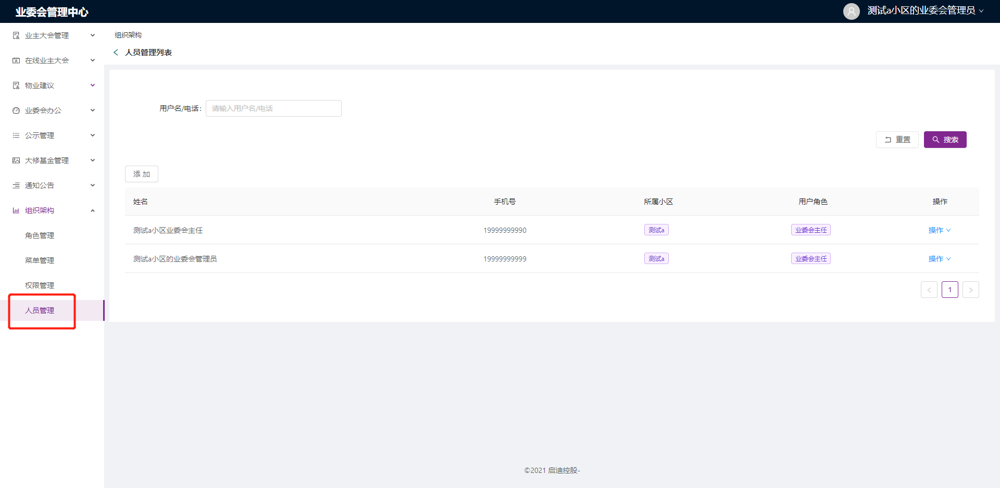 业委会管理中心
测试a小区的业委会管理员
业主大会管理
在线业主大会
物业建议
业委会办公
公示管理
大修基金管理
通知公告
组织架构
角色管理
菜单管理
权限管理
人员管理
组织架构
人员管理列表
用户名/电话: 请输入用户名/电话
重置 搜索
添 加
姓名 手机号 所属小区 用户角色 操作
测试a小区业委会主任 19999999990 测试a 业委会主任 操作
测试a小区的业委会管理员 19999999999 测试a 业委会主任 操作
< 1 >
©2021 启迪控股-